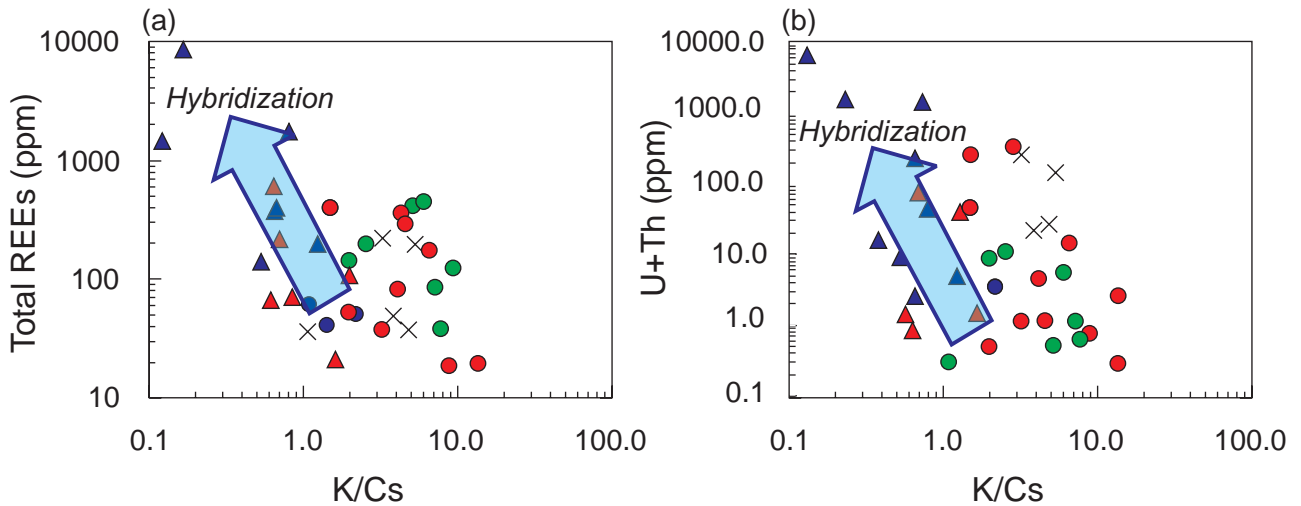 (a)
10000
1000
100
10
Total REEs (ppm)
Hybridization
0.1 1.0 10.0 100.0
K/Cs
(b)
10000.0
1000.0
100.0
10.0
1.0
0.1
U+Th (ppm)
Hybridization
0.1 1.0 10.0 100.0
K/Cs